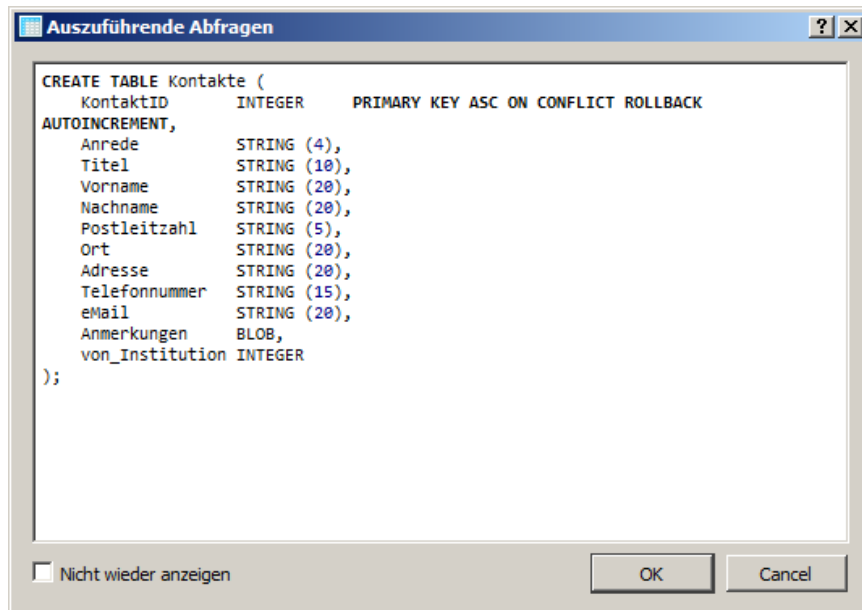 Auszuführende Abfragen
CREATE TABLE Kontakte (
    KontaktID       INTEGER     PRIMARY KEY ASC ON CONFLICT ROLLBACK
AUTOINCREMENT,
    Anrede          STRING (4),
    Titel           STRING (10),
    Vorname         STRING (20),
    Nachname        STRING (20),
    Postleitzahl    STRING (5),
    Ort             STRING (20),
    Adresse         STRING (20),
    Telefonnummer   STRING (15),
    eMail           STRING (20),
    Anmerkungen     BLOB,
    von_Institution INTEGER
);
Nicht wieder anzeigen
OK
Cancel